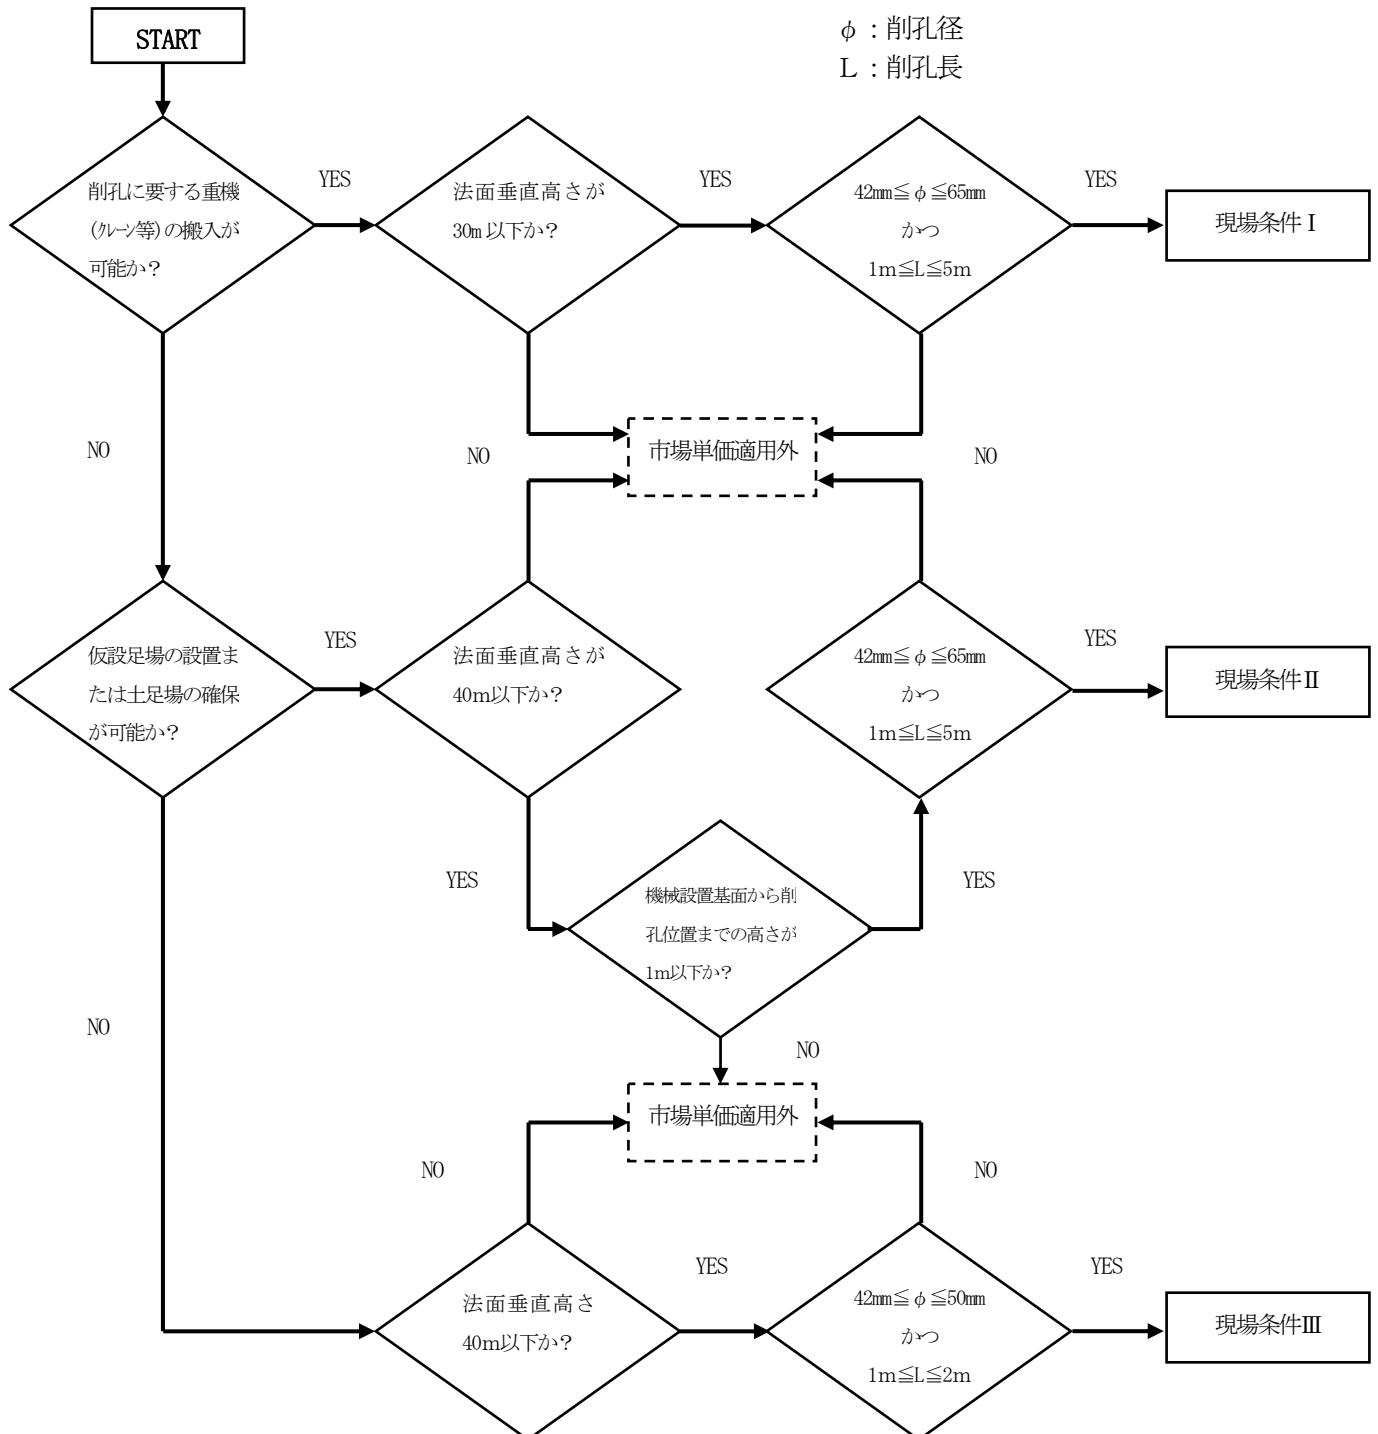 START
φ：削孔径
L：削孔長
削孔に要する重機
(クレーン等)の搬入が
可能か?
YES
法面垂直高さが
30m以下か?
YES
42mm≦φ≦65mm
かつ
1m≦L≦5m
YES
現場条件Ⅰ
NO
NO
市場単価適用外
NO
仮設足場の設置ま
たは土足場の確保
が可能か?
YES
法面垂直高さが
40m以下か?
42mm≦φ≦65mm
かつ
1m≦L≦5m
YES
現場条件Ⅱ
YES
機械設置基面から削
孔位置までの高さが
1m以下か?
YES
NO
NO
市場単価適用外
NO
NO
法面垂直高さ
40m以下か?
YES
42mm≦φ≦50mm
かつ
1m≦L≦2m
YES
現場条件Ⅲ